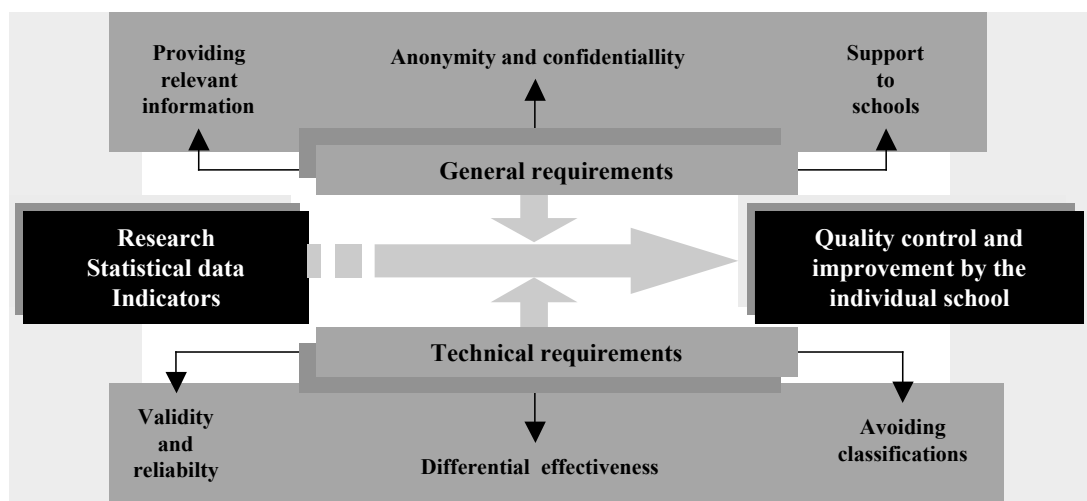 Providing
relevant
information
Anonymity and confidentiallity
Support
to
schools
General requirements
Research
Statistical data
Indicators
Quality control and
improvement by the
individual school
Technical requirements
Validity
and
reliabilty
Differential effectiveness
Avoiding
classifications